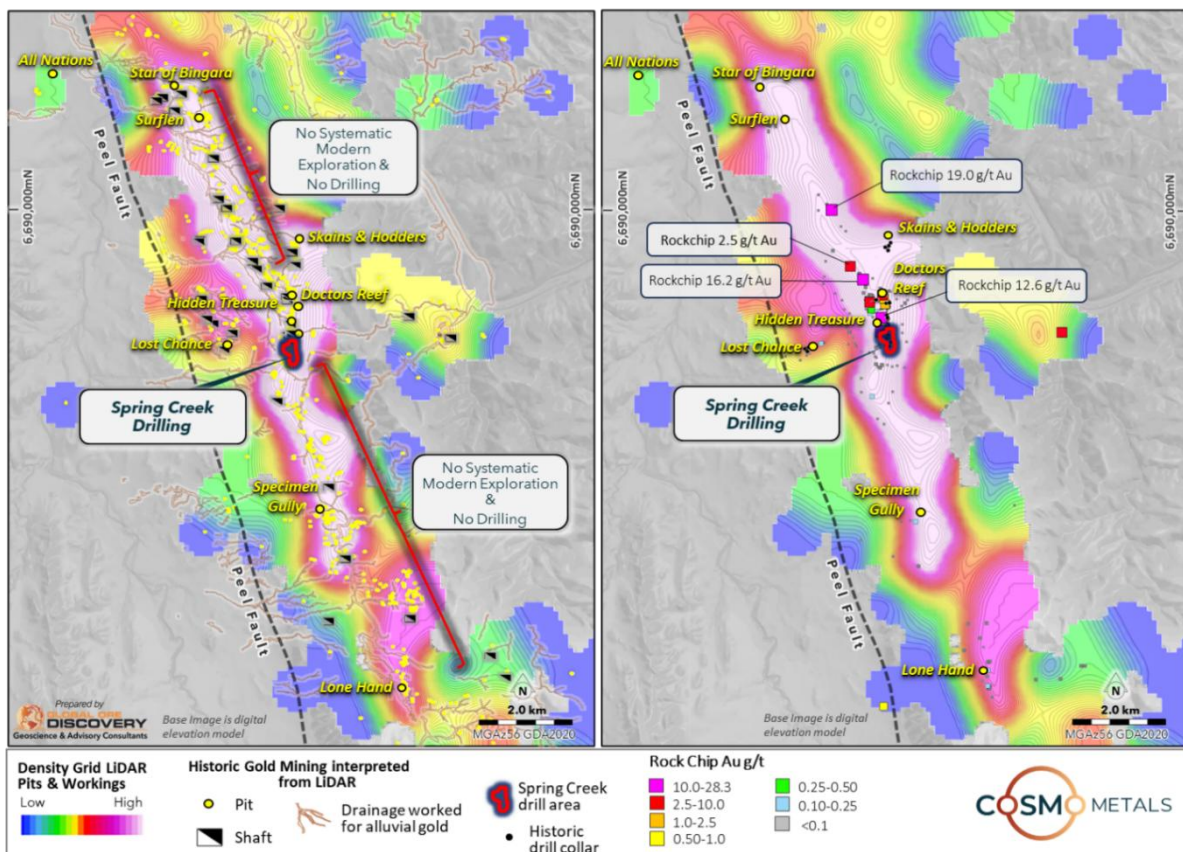 All Nations
Star of Bingara
Surflen
Peel Fault
No Systematic
Modern
Exploration &
No Drilling
6,690,000mN
Skains & Hodders
Hidden Treasure
Doctors Reef
Lost Chance
Spring Creek
Drilling
No Systematic
Modern Exploration
&
No Drilling
Specimen
Gully
Peel Fault
Lone Hand
Prepared by
GLOBAL ORE
DISCOVERY
Geoscience & Advisory Consultants
Base Image is digital
elevation model
N
2.0 km
MGAz56 GDA2020
All Nations
Star of Bingara
Surflen
Peel Fault
Rockchip 19.0 g/t Au
6,690,000mN
Skains & Hodders
Rockchip 2.5 g/t Au
Rockchip 16.2 g/t Au
Doctors
Reef
Rockchip 12.6 g/t Au
Hidden Treasure
Lost Chance
Spring Creek
Drilling
Specimen
Gully
Peel Fault
Lone Hand
Base Image is digital
elevation model
N
2.0 km
MGAz56 GDA2020
Density Grid LiDAR
Pits & Workings
Low High
Historic Gold Mining interpreted
from LiDAR
Pit
Shaft
Drainage worked
for alluvial gold
Spring Creek
drill area
Historic
drill collar
Rock Chip Au g/t
10.0-28.3
2.5-10.0
1.0-2.5
0.50-1.0
0.25-0.50
0.10-0.25
<0.1
COSMO METALS